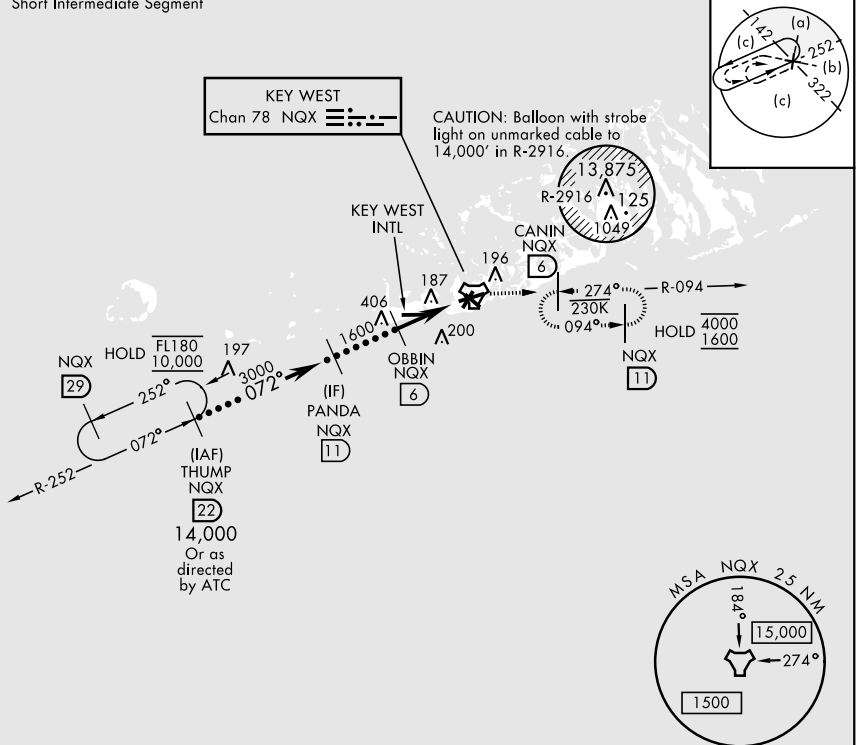 Short Intermediate Segment
142
(a)
(c)
252
(b)
322
(c)
KEY WEST
Chan 78 NQX
CAUTION: Balloon with strobe
light on unmarked cable to
14,000' in R-2916.
13,875
R-2916
125
1049
KEY WEST
INTL
CANIN
NQX
6
196
187
406
200
274°
R-094
230K
094°
HOLD 4000
1600
NQX
11
1600
OBBIN
NQX
6
HOLD FL180
10,000
197
NQX
29
3000
072°
252°
072°
(IF)
PANDA
NQX
11
R-252
(IAF)
THUMP
NQX
22
14,000
Or as
directed
by ATC
MSA NQX 25 NM
184°
15,000
274°
1500